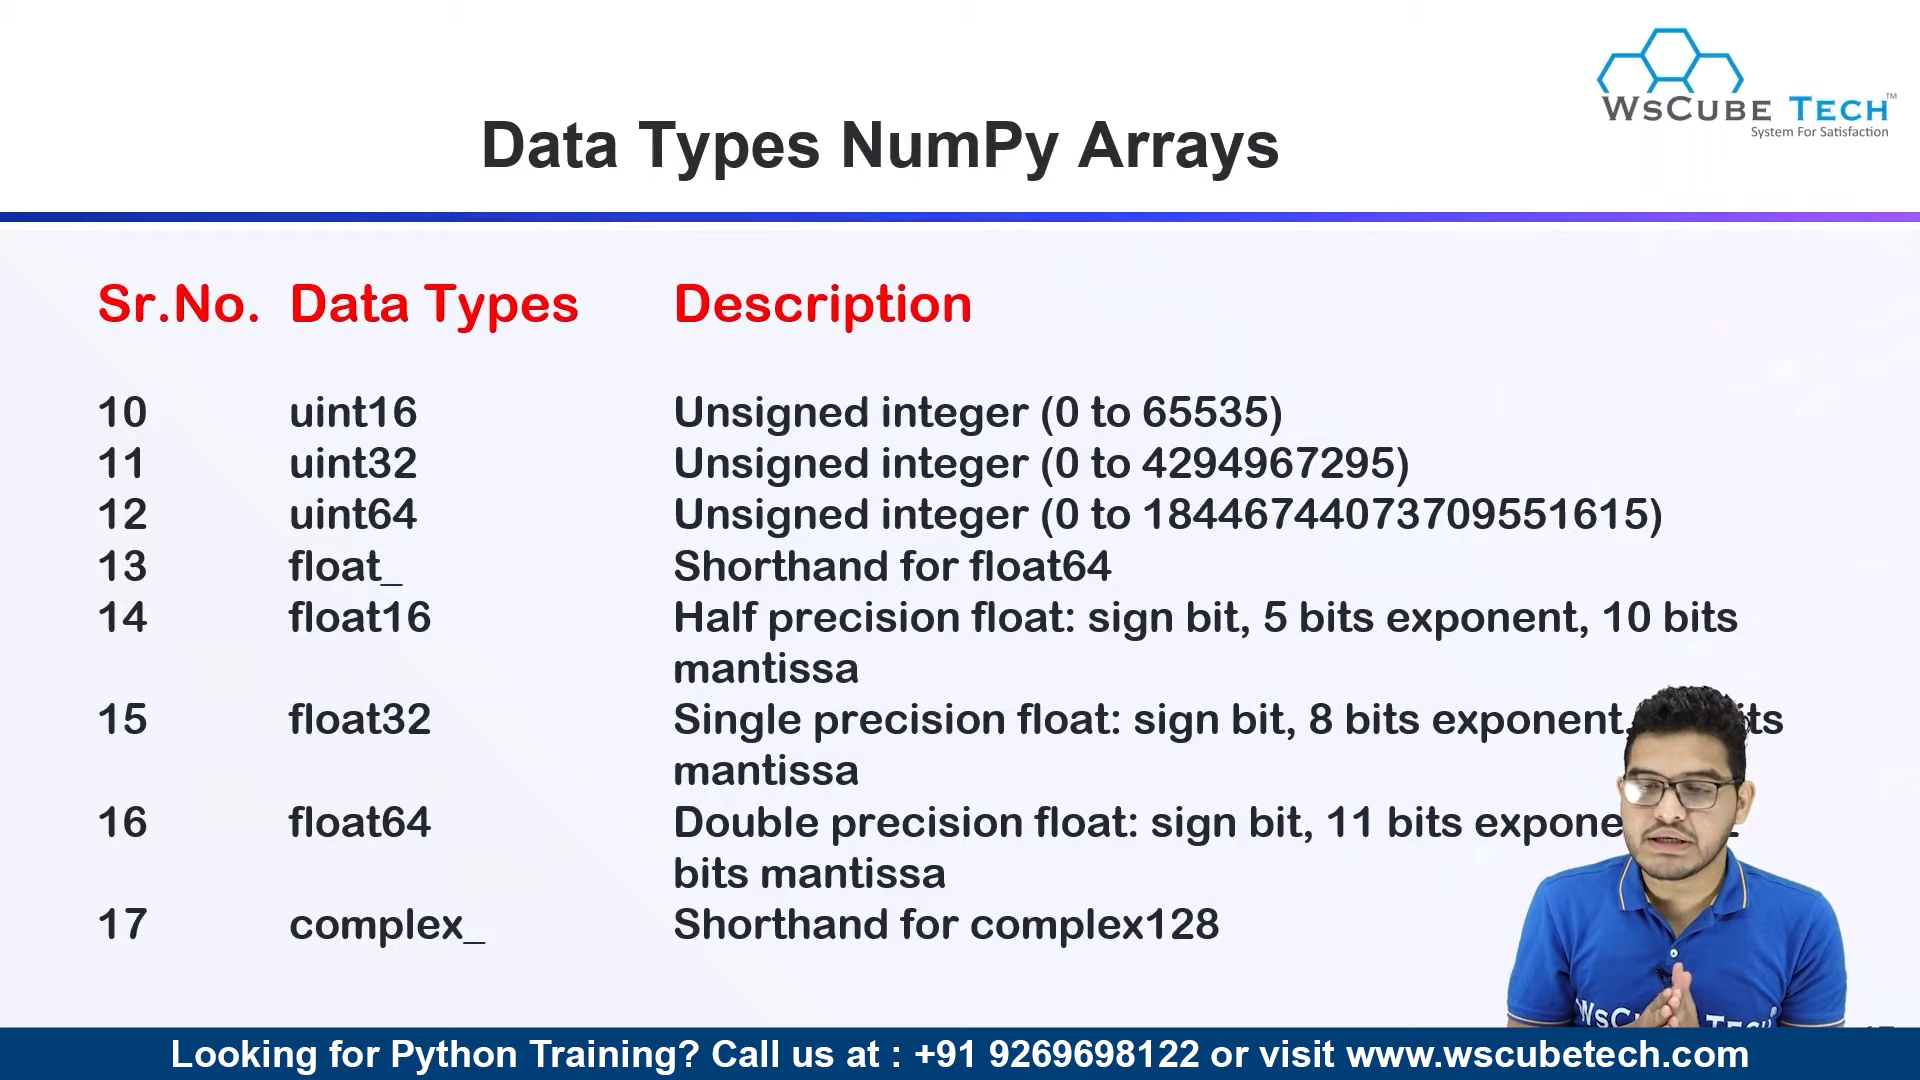 WsCube Tech™
System For Satisfaction
Data Types NumPy Arrays
Sr.No. Data Types Description
10 uint16 Unsigned integer (0 to 65535)
11 uint32 Unsigned integer (0 to 4294967295)
12 uint64 Unsigned integer (0 to 18446744073709551615)
13 float_ Shorthand for float64
14 float16 Half precision float: sign bit, 5 bits exponent, 10 bits
mantissa
15 float32 Single precision float: sign bit, 8 bits exponent,
mantissa
16 float64 Double precision float: sign bit, 11 bits
bits mantissa
17 complex_ Shorthand for complex128
Looking for Python Training? Call us at : +91 9269698122 or visit www.wscubetech.com